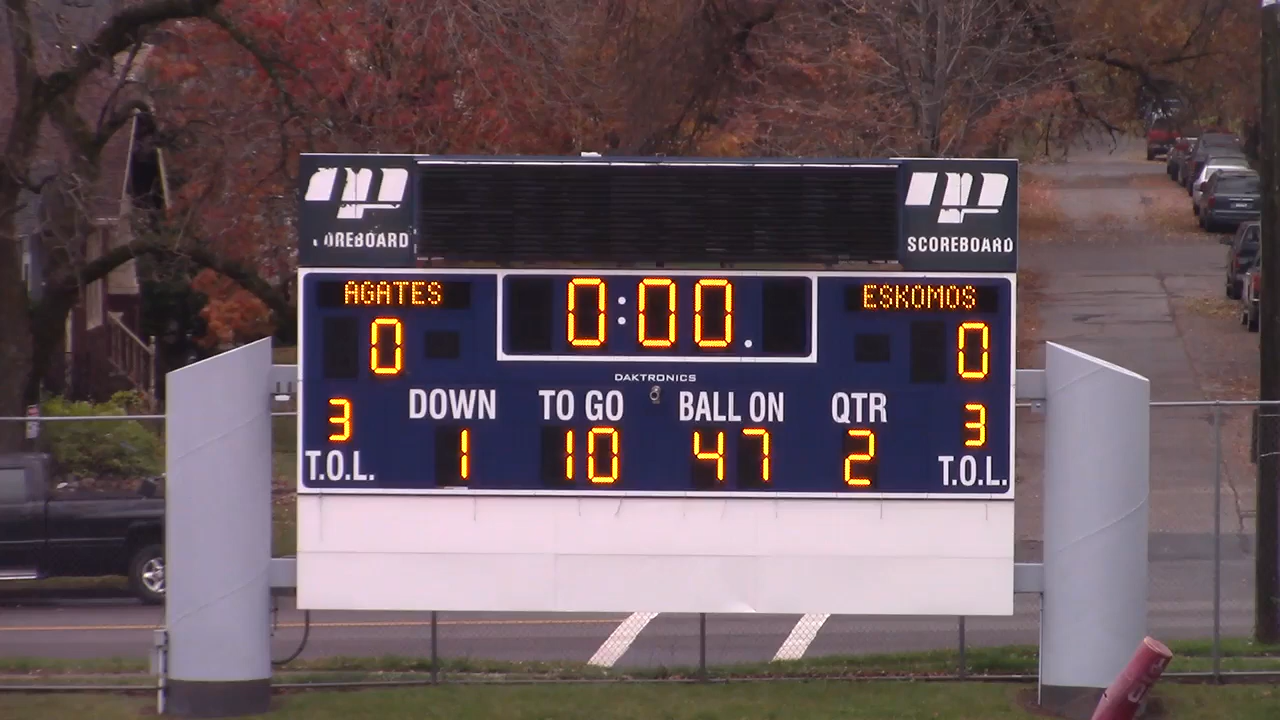 OREBOARD
SCOREBOARD
AGATES 0:00. ESKOMOS
0 0
DAKTRONICS
DOWN TO GO BALL ON QTR
3 1 10 47 2 3
T.O.L. T.O.L.